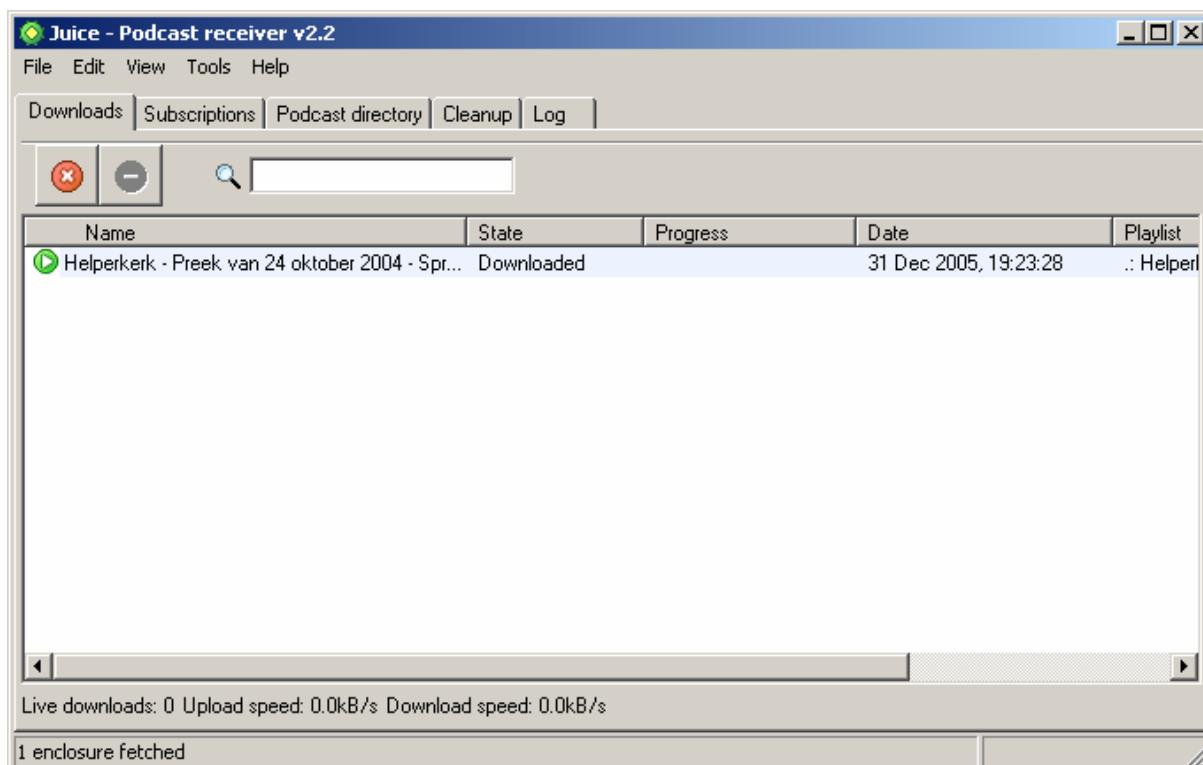 Juice - Podcast receiver v2.2
File Edit View Tools Help
Downloads Subscriptions Podcast directory Cleanup Log
Name State Progress Date Playlist
Helperkerk - Preek van 24 oktober 2004 - Spr... Downloaded 31 Dec 2005, 19:23:28 .: Helperl
Live downloads: 0 Upload speed: 0.0kB/s Download speed: 0.0kB/s
1 enclosure fetched